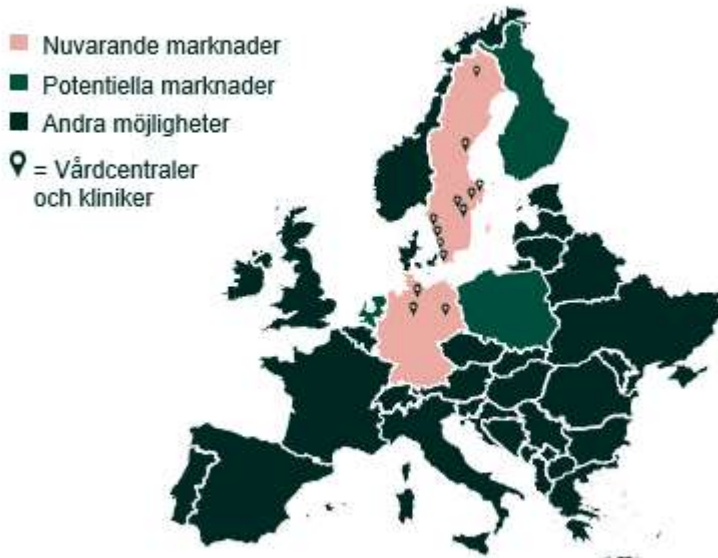 Nuvarande marknader
Potentiella marknader
Andra möjligheter
= Vårdcentraler
och kliniker